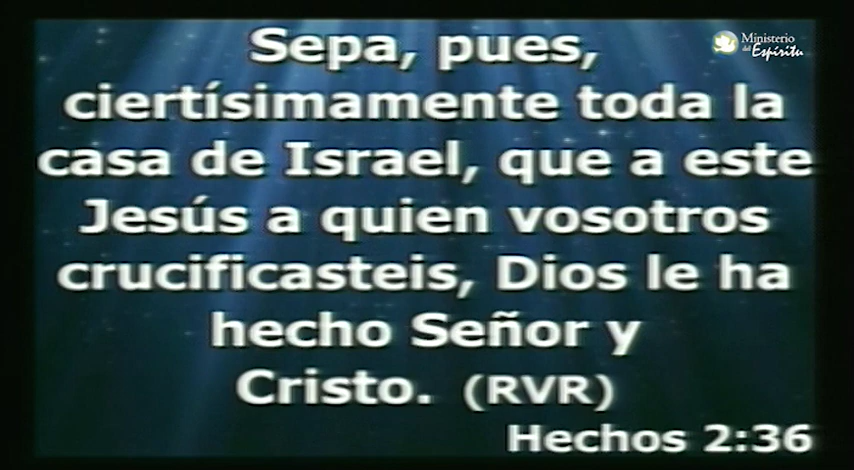 Sepa, pues,
ciertísimamente toda la
casa de Israel, que a este
Jesús a quien vosotros
crucificasteis, Dios le ha
hecho Señor y
Cristo. (RVR)
Hechos 2:36
Ministerio
del Espíritu